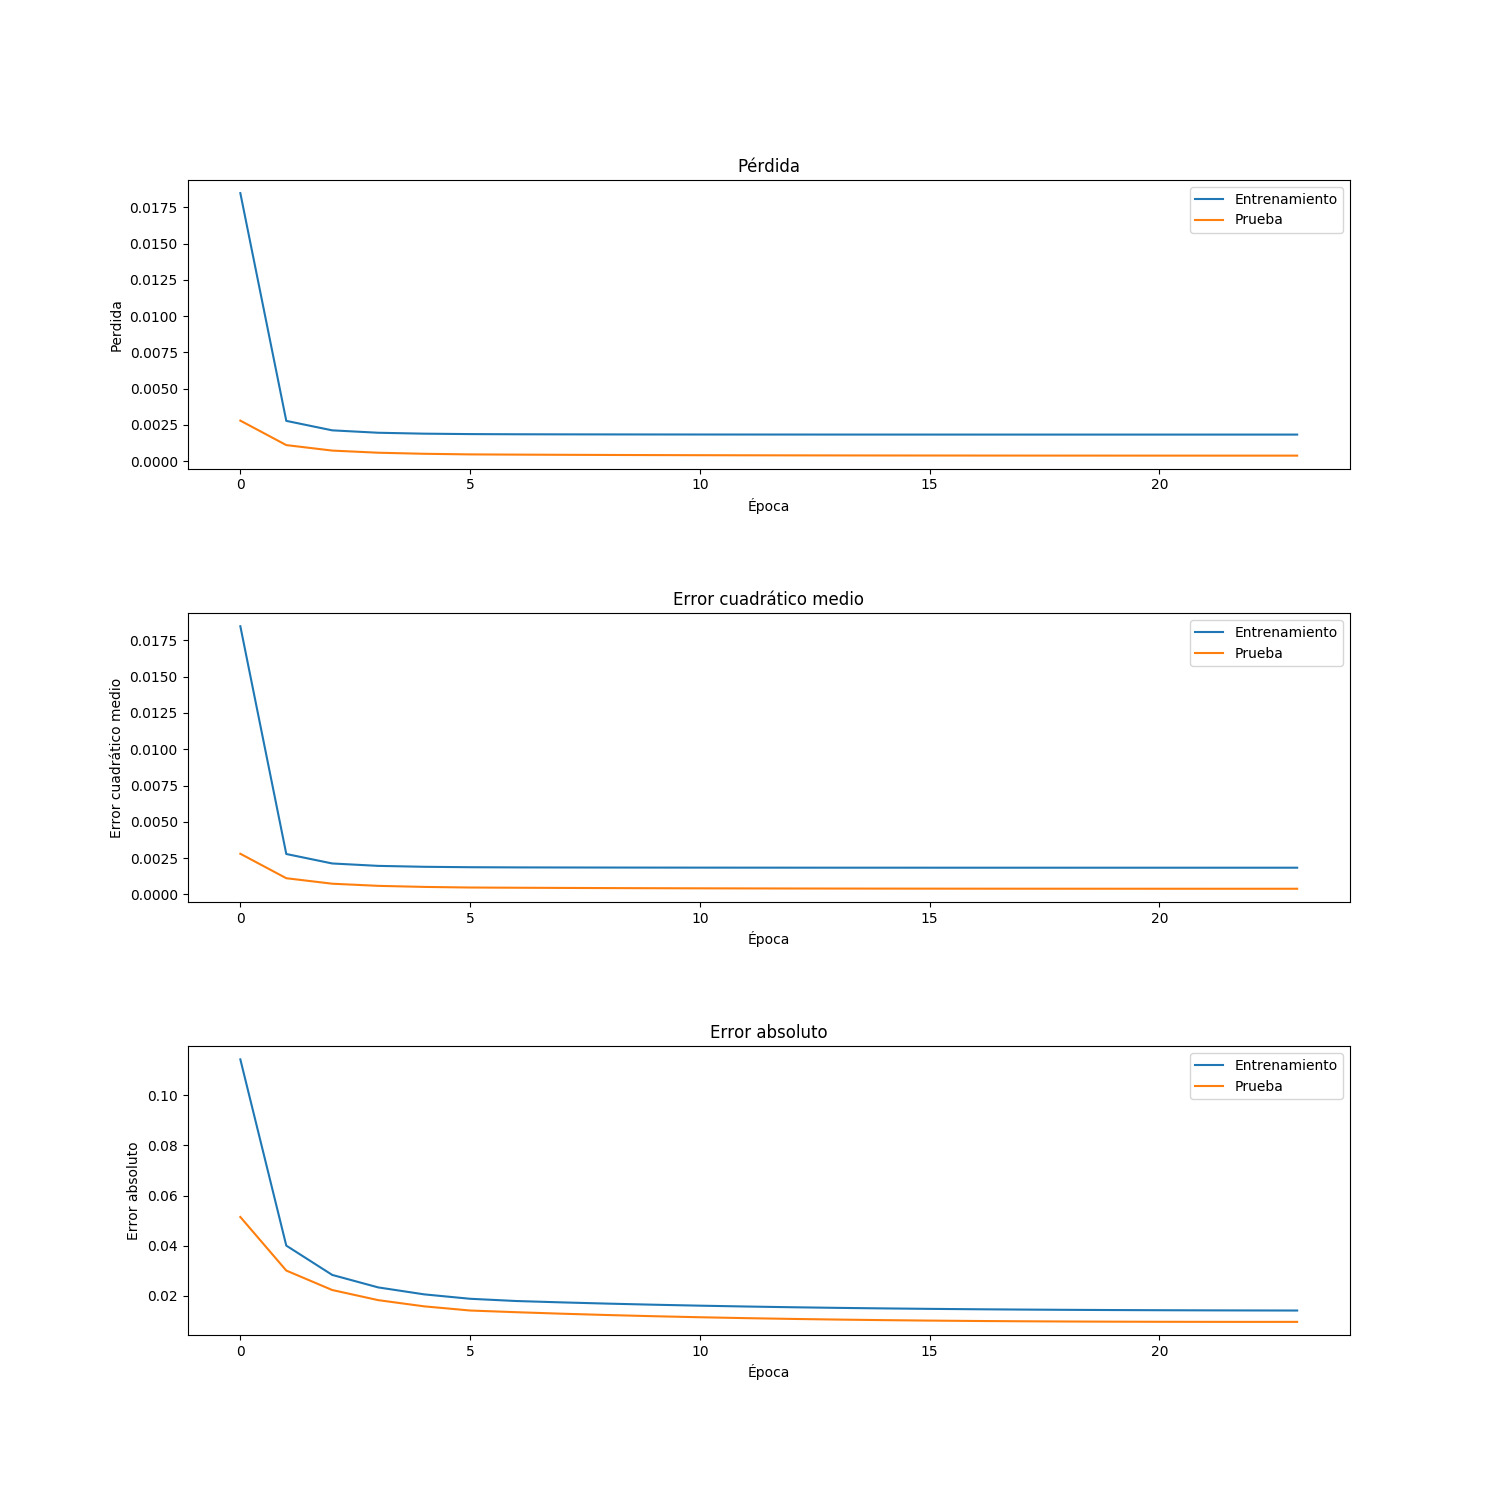 Pérdida
Entrenamiento
Prueba
0.0175
0.0150
0.0125
0.0100
0.0075
0.0050
0.0025
0.0000
Perdida
0 5 10 15 20
Época
Error cuadrático medio
Entrenamiento
Prueba
0.0175
0.0150
0.0125
0.0100
0.0075
0.0050
0.0025
0.0000
Error cuadrático medio
0 5 10 15 20
Época
Error absoluto
Entrenamiento
Prueba
0.10
0.08
0.06
0.04
0.02
Error absoluto
0 5 10 15 20
Época